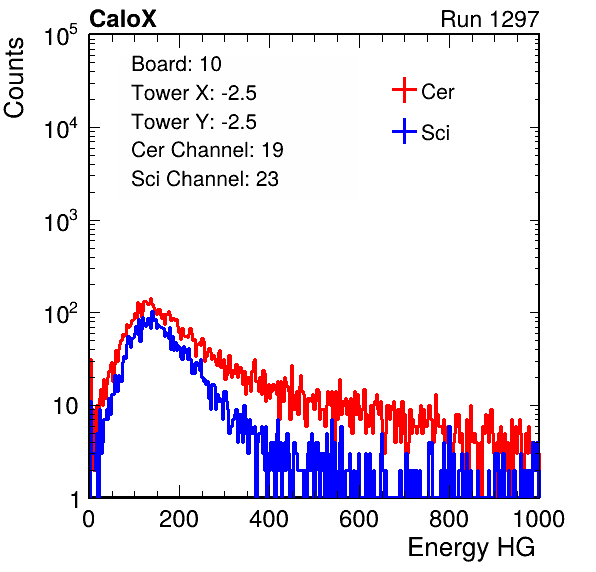 CaloX Run 1297
Counts
10^5
10^4
10^3
10^2
10
1
Board: 10
Tower X: -2.5
Tower Y: -2.5
Cer Channel: 19
Sci Channel: 23
Cer
Sci
0 200 400 600 800 1000
Energy HG